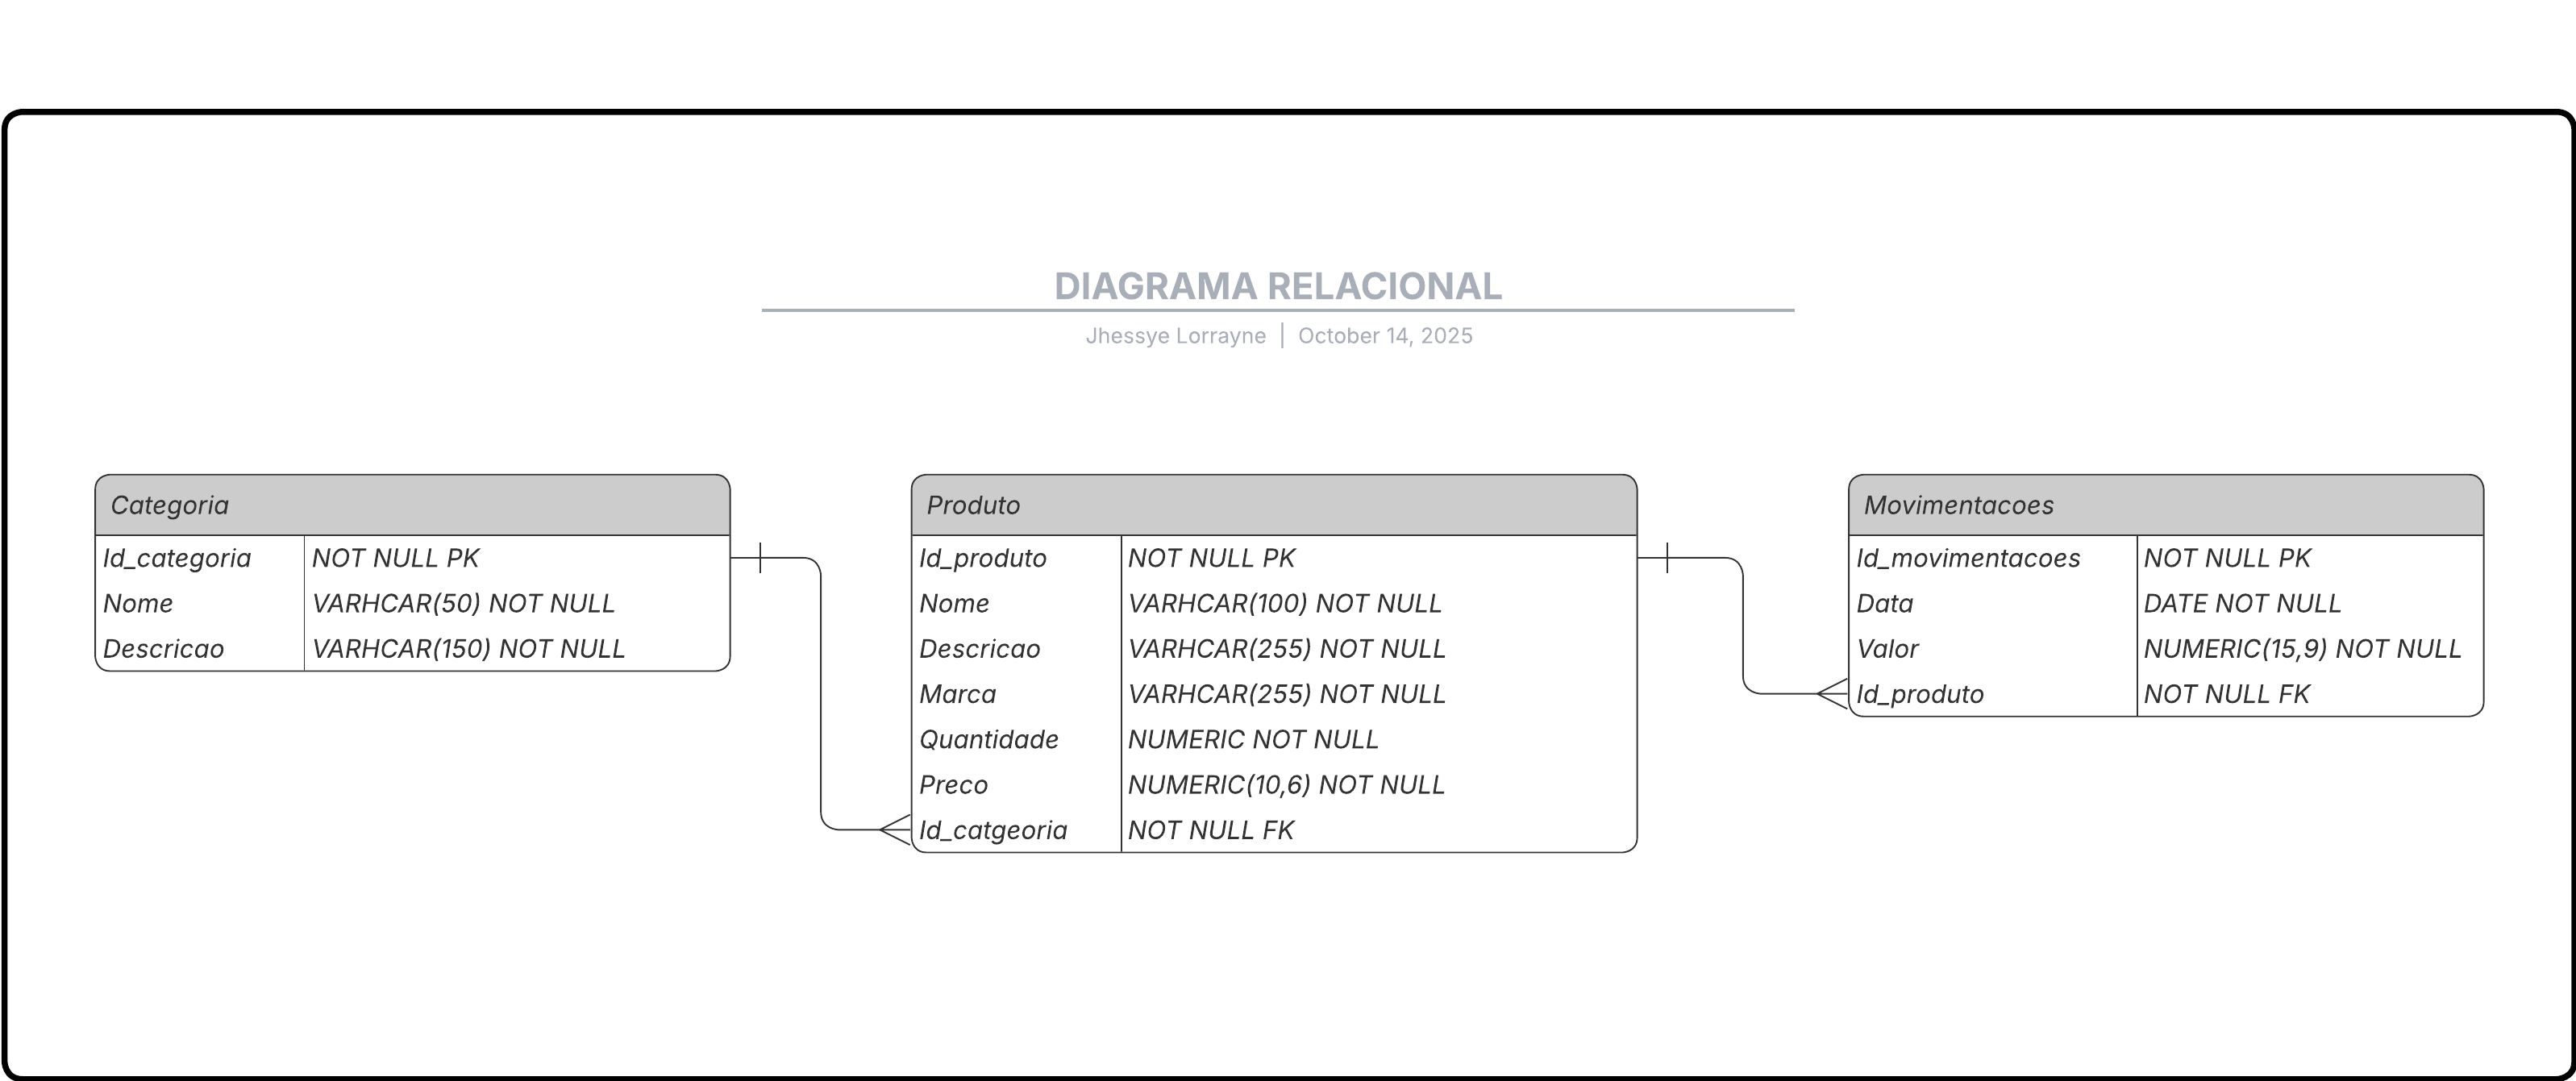 DIAGRAMA RELACIONAL
Jhessye Lorrayne | October 14, 2025
Categoria
Id_categoria NOT NULL PK
Nome VARHCAR(50) NOT NULL
Descricao VARHCAR(150) NOT NULL
Produto
Id_produto NOT NULL PK
Nome VARHCAR(100) NOT NULL
Descricao VARHCAR(255) NOT NULL
Marca VARHCAR(255) NOT NULL
Quantidade NUMERIC NOT NULL
Preco NUMERIC(10,6) NOT NULL
Id_catgeoria NOT NULL FK
Movimentacoes
Id_movimentacoes NOT NULL PK
Data DATE NOT NULL
Valor NUMERIC(15,9) NOT NULL
Id_produto NOT NULL FK